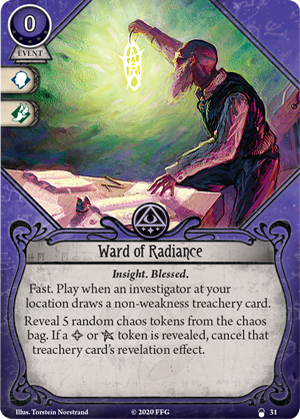 0
EVENT
Ward of Radiance
Insight. Blessed.
Fast. Play when an investigator at your
location draws a non-weakness treachery card.
Reveal 5 random chaos tokens from the chaos
bag. If a or token is revealed, cancel that
treachery card's revelation effect.
Illus. Torstein Norstrand
© 2020 FFG
31